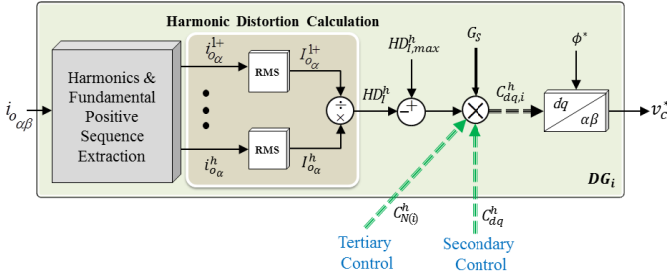 Harmonic Distortion Calculation
i_{o_{αβ}}
Harmonics &
Fundamental
Positive
Sequence
Extraction
i_{o_α}^{1+}
RMS
I_{o_α}^{1+}
i_{o_α}^{h}
RMS
I_{o_α}^{h}
÷
×
HD_I^h
HD_{I,max}^h
− +
G_S
C_{dq,i}^h
ϕ*
dq
αβ
v_c^*
DG_i
C_{N(i)}^h
C_{dq}^h
Tertiary
Control
Secondary
Control